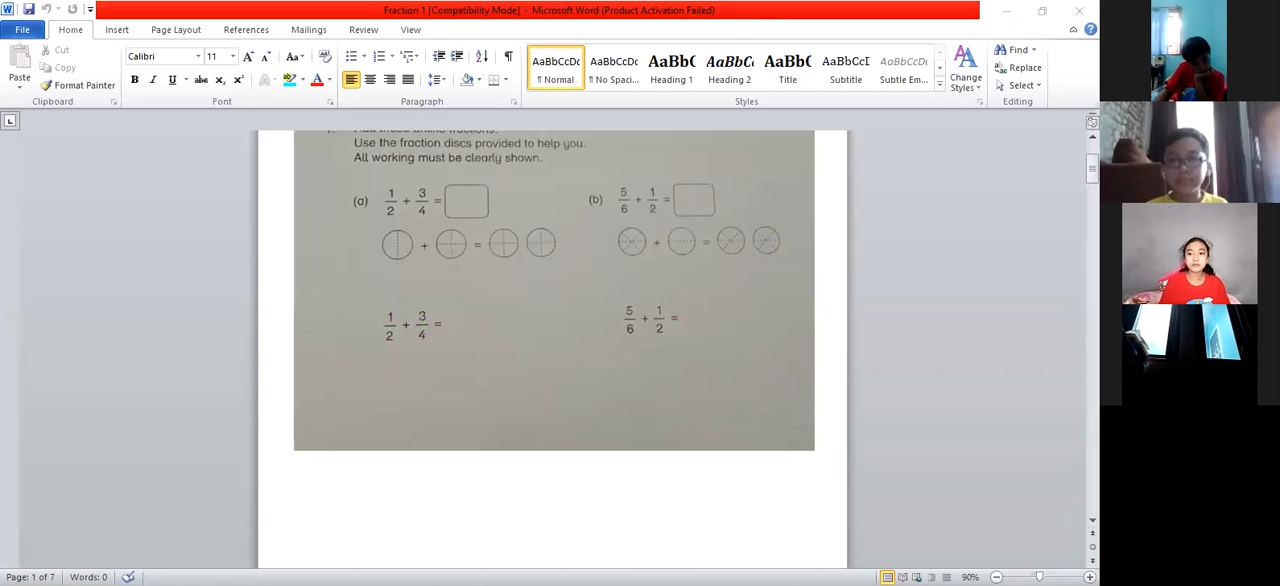 Fraction 1 [Compatibility Mode] - Microsoft Word (Product Activation Failed)
File Home Insert Page Layout References Mailings Review View
Paste
Cut
Copy
Format Painter
Clipboard
Calibri 11
Font
Paragraph
AaBbCcDc AaBbCcDc AaBbC AaBbCc AaBbC AaBbCcI AaBbCcDc
¶ Normal ¶ No Spaci... Heading 1 Heading 2 Title Subtitle Subtle Em...
Change Styles
Styles
Find
Replace
Select
Editing
Add these unlike fractions.
Use the fraction discs provided to help you.
All working must be clearly shown.
(a) 1/2 + 3/4 =
(b) 5/6 + 1/2 =
+ =
+ =
1/2 + 3/4 =
5/6 + 1/2 =
Page: 1 of 7 Words: 0 90%